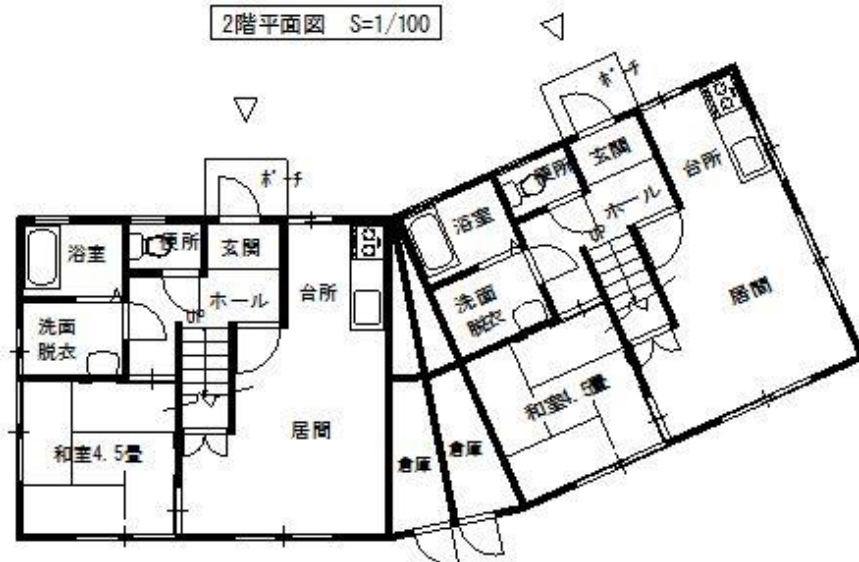 2階平面図 S=1/100
ポーチ
浴室
便所
玄関
ホール
UP
台所
洗面
脱衣
和室4.5畳
居間
倉庫
倉庫
ポーチ
浴室
便所
玄関
ホール
UP
台所
洗面
脱衣
和室4.5畳
居間